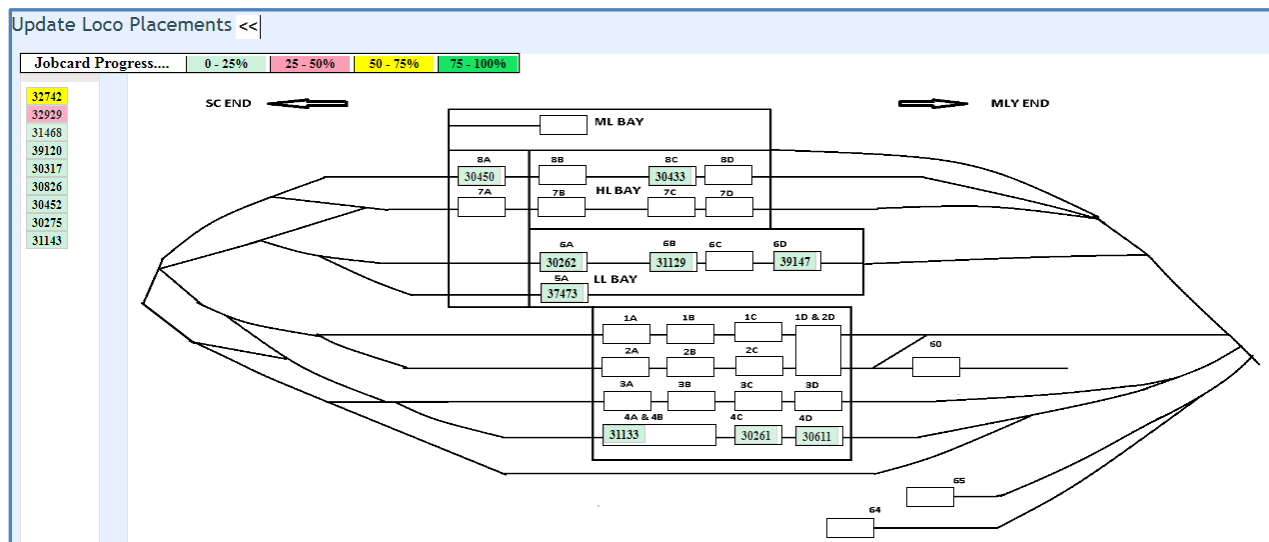 Update Loco Placements <<
Jobcard Progress.... 0 - 25% 25 - 50% 50 - 75% 75 - 100%
32742
32929
31468
39120
30317
30826
30452
30275
31143
SC END
MLY END
ML BAY
8A 8B 8C 8D
30450 30433
HL BAY
7A 7B 7C 7D
6A 6B 6C 6D
30262 31129 39147
5A LL BAY
37473
1A 1B 1C 1D & 2D
2A 2B 2C 60
3A 3B 3C 3D
4A & 4B 4C 4D
31133 30261 30611
65
64